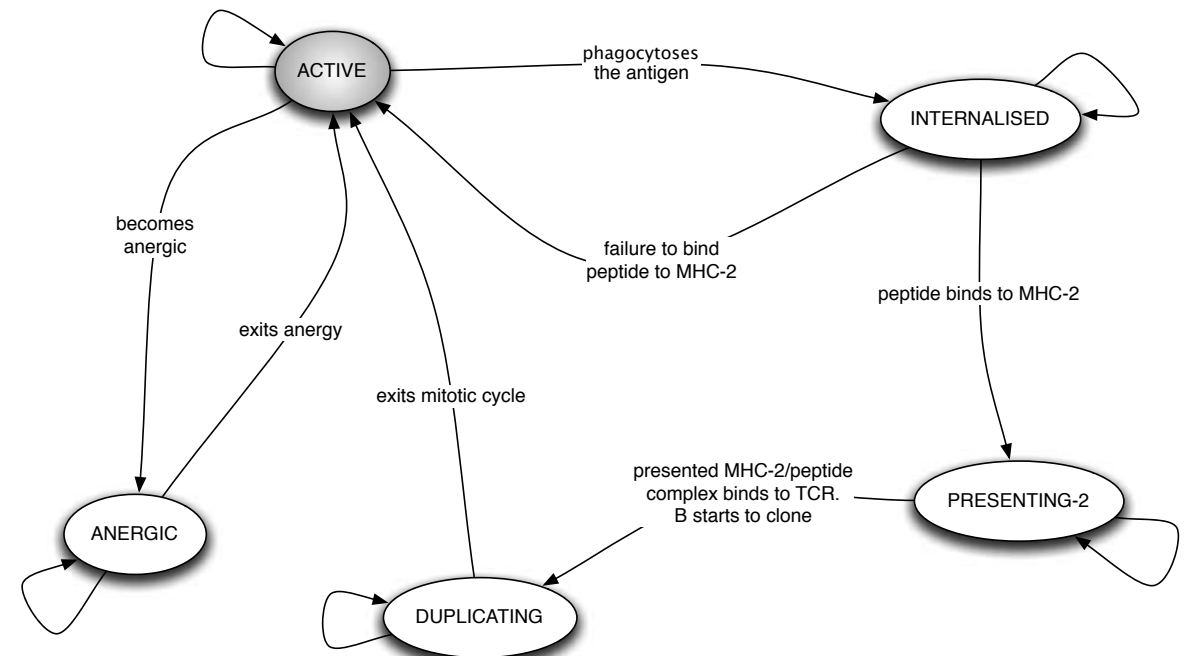 ACTIVE
phagocytoses
the antigen
INTERNALISED
becomes
anergic
failure to bind
peptide to MHC-2
peptide binds to MHC-2
exits anergy
exits mitotic cycle
presented MHC-2/peptide
complex binds to TCR.
B starts to clone
PRESENTING-2
ANERGIC
DUPLICATING